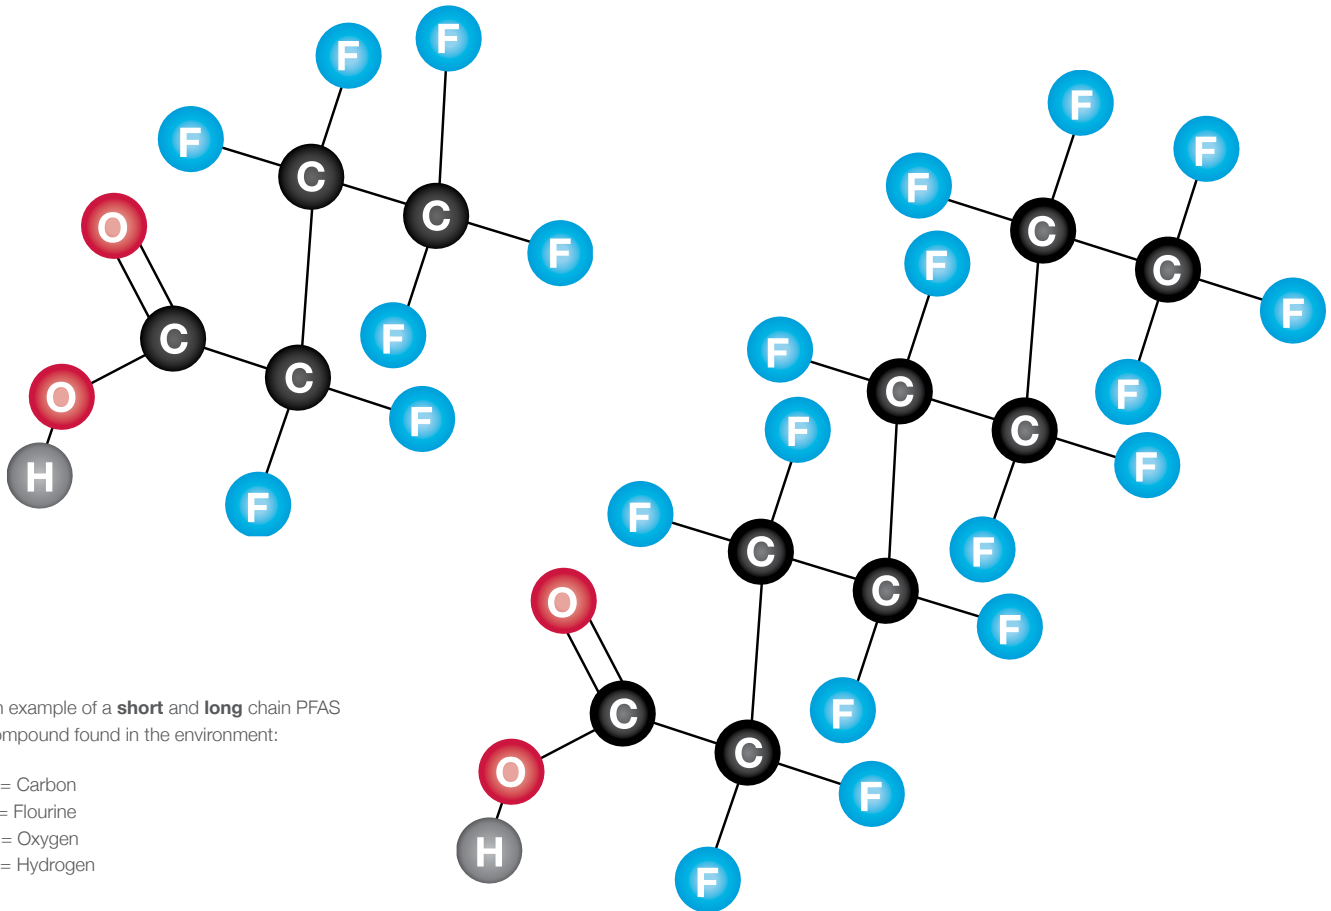 F
F
F
F
F
O
C
C
F
C
F
C
F
F
O
F
H
F
F
C
C
F
F
F
F
C
C
F
F
F
F
C
C
F
O
F
F
C
C
O
F
H
F
n example of a short and long chain PFAS
ompound found in the environment:
= Carbon
= Flourine
= Oxygen
= Hydrogen